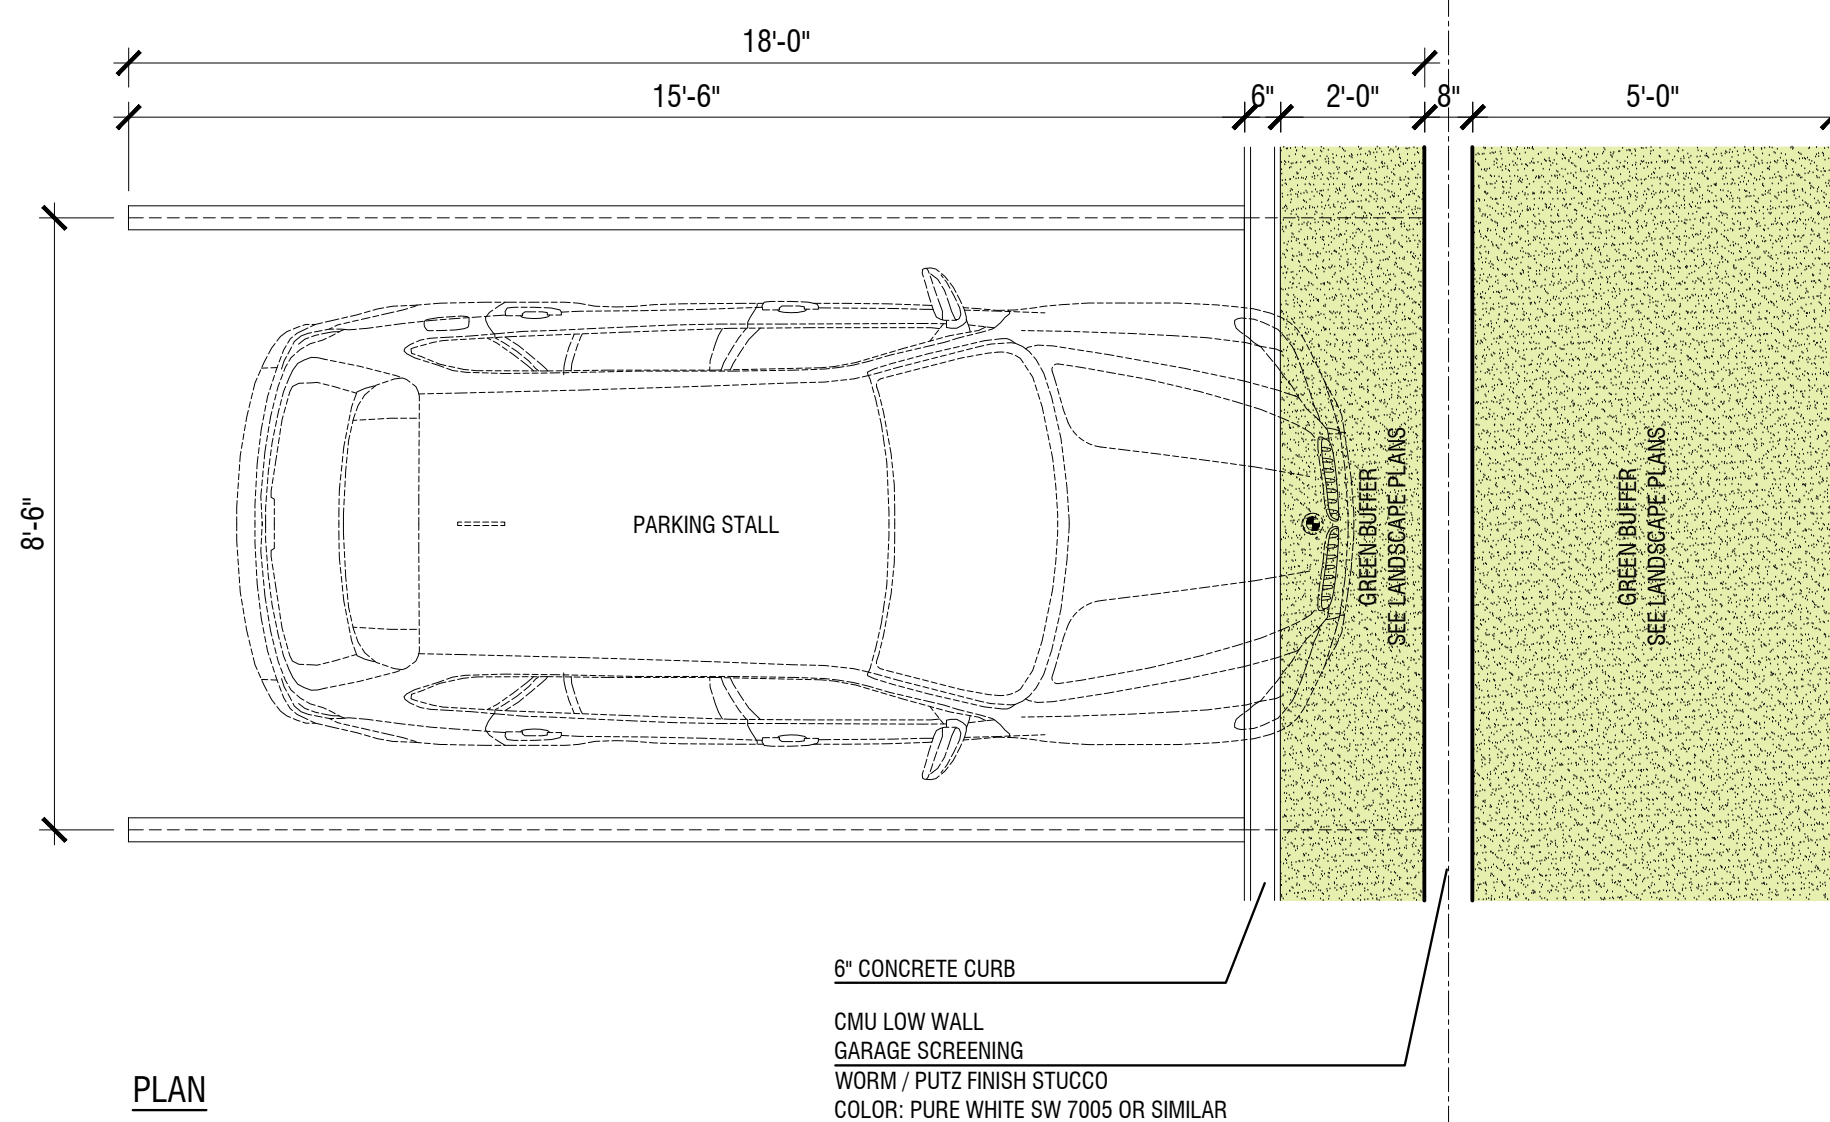 18'-0"
15'-6"
6"
2'-0"
8"
5'-0"
8'-6"
PARKING STALL
GREEN BUFFER
SEE LANDSCAPE PLANS
GREEN BUFFER
SEE LANDSCAPE PLANS
6" CONCRETE CURB
CMU LOW WALL
GARAGE SCREENING
WORM / PUTZ FINISH STUCCO
COLOR: PURE WHITE SW 7005 OR SIMILAR
PLAN